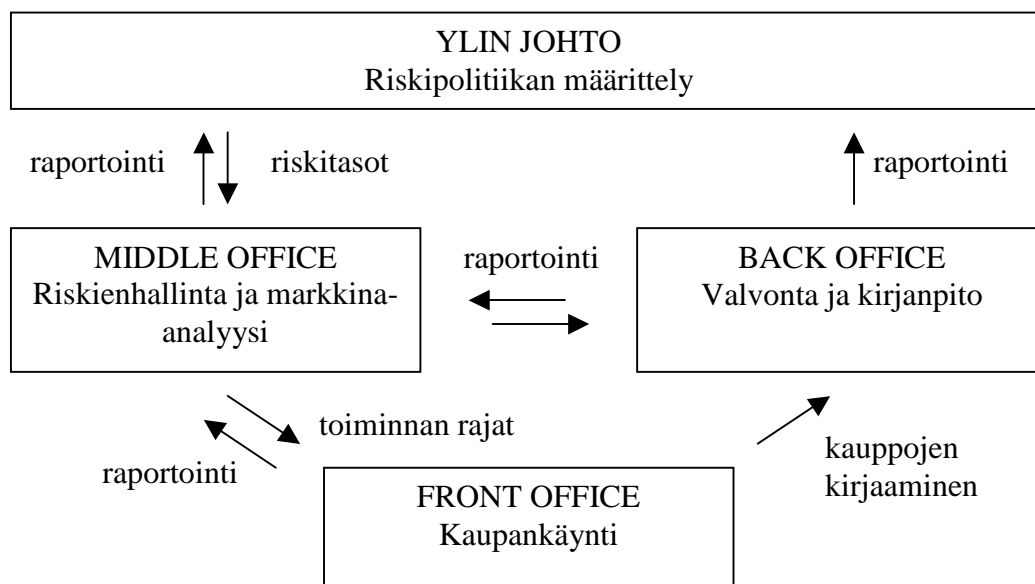 YLIN JOHTO
Riskipolitiikan määrittely
raportointi
riskitasot
raportointi
MIDDLE OFFICE
Riskienhallinta ja markkina-
analyysi
raportointi
BACK OFFICE
Valvonta ja kirjanpito
toiminnan rajat
raportointi
kauppojen
kirjaaminen
FRONT OFFICE
Kaupankäynti